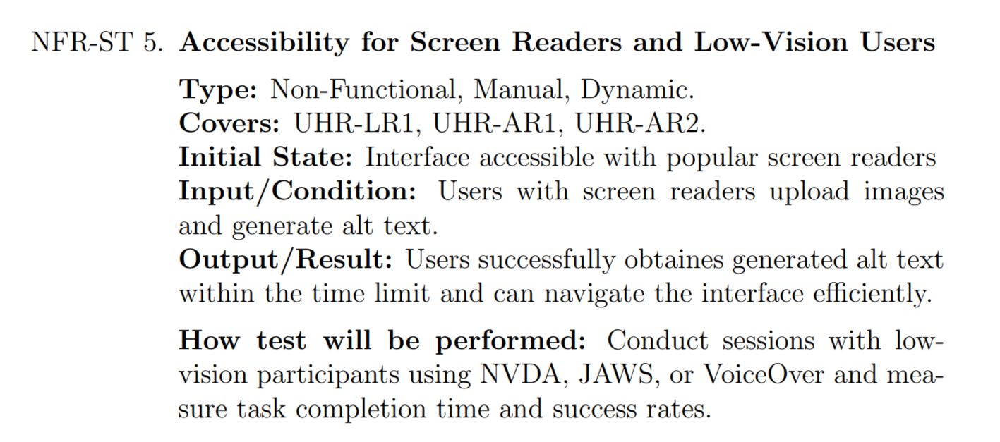 NFR-ST 5. Accessibility for Screen Readers and Low-Vision Users
Type: Non-Functional, Manual, Dynamic.
Covers: UHR-LR1, UHR-AR1, UHR-AR2.
Initial State: Interface accessible with popular screen readers
Input/Condition: Users with screen readers upload images
and generate alt text.
Output/Result: Users successfully obtaines generated alt text
within the time limit and can navigate the interface efficiently.
How test will be performed: Conduct sessions with low-
vision participants using NVDA, JAWS, or VoiceOver and mea-
sure task completion time and success rates.